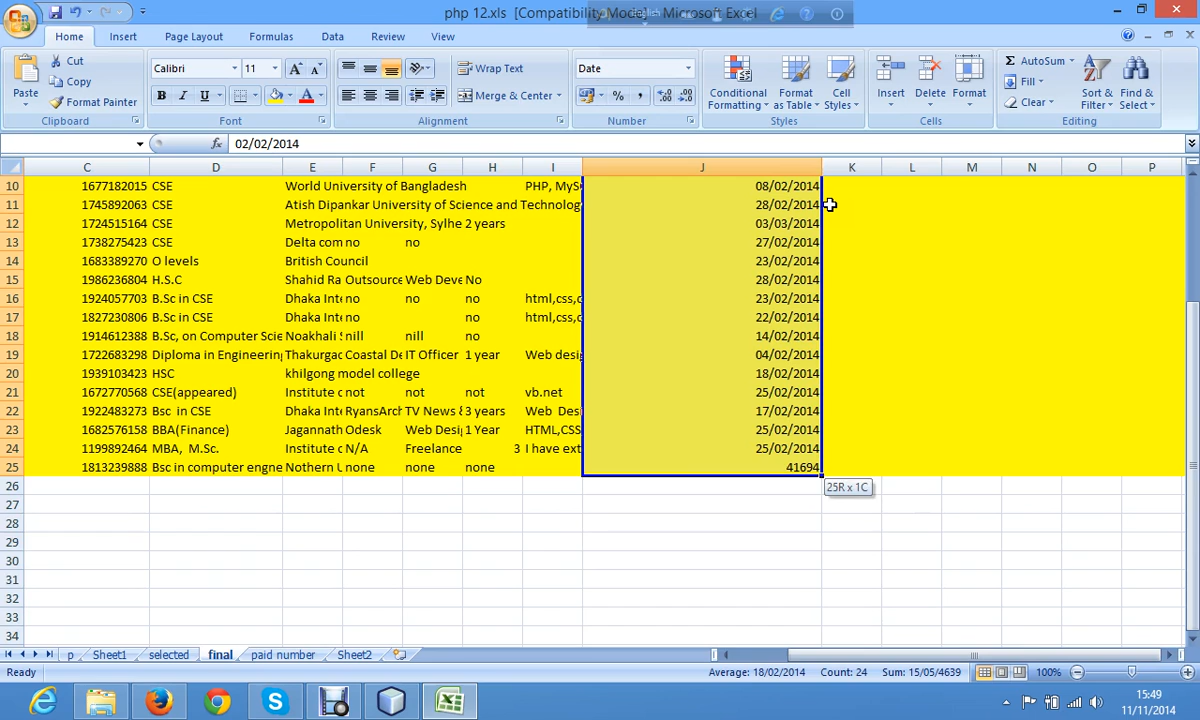 php 12.xls [Compatibility Mode] - Microsoft Excel
Home Insert Page Layout Formulas Data Review View
Paste Cut Copy Format Painter
Calibri 11 A A
B I U A
Wrap Text
Merge & Center
Date
% ,
Conditional Formatting Format as Table Cell Styles
Insert Delete Format
Σ AutoSum Fill Clear
Sort & Filter Find & Select
Clipboard Font Alignment Number Styles Cells Editing
fx 02/02/2014
C D E F G H I J K L M N O P
10 1677182015 CSE World University of Bangladesh PHP, 08/02/2014
11 1745892063 CSE Atish Dipankar University of Science and Technolog 28/02/2014
12 1724515164 CSE Metropolitan University, Sylhe 2 years 03/03/2014
13 1738275423 CSE Delta com no no 27/02/2014
14 1683389270 O levels British Council 23/02/2014
15 1986236804 H.S.C Shahid Ra Outsource Web Deve No 28/02/2014
16 1924057703 B.Sc in CSE Dhaka Inte no no no html,css, 23/02/2014
17 1827230806 B.Sc in CSE Dhaka Inte no no html,css, 22/02/2014
18 1914612388 B.Sc, on Computer Scie Noakhali nill nill no 14/02/2014
19 1722683298 Diploma in Engineering Thakurgac Coastal De IT Officer 1 year Web desi 04/02/2014
20 1939103423 HSC khilgong model college 18/02/2014
21 1672770568 CSE(appeared) Institute c not not not vb.net 25/02/2014
22 1922483273 Bsc in CSE Dhaka Inte RyansArch TV News & 3 years Web Des 17/02/2014
23 1682576158 BBA(Finance) Jagannath Odesk Web Desi 1 Year HTML,CSS 25/02/2014
24 1199892464 MBA, M.Sc. Institute c N/A Freelance 3 I have ext 25/02/2014
25 1813239888 Bsc in computer engne Nothern U none none none 41694
26 25R x 1C
27
28
29
30
31
32
33
34
p Sheet1 selected final paid number Sheet2
Ready Average: 18/02/2014 Count: 24 Sum: 15/05/4639 100%
15:49
11/11/2014